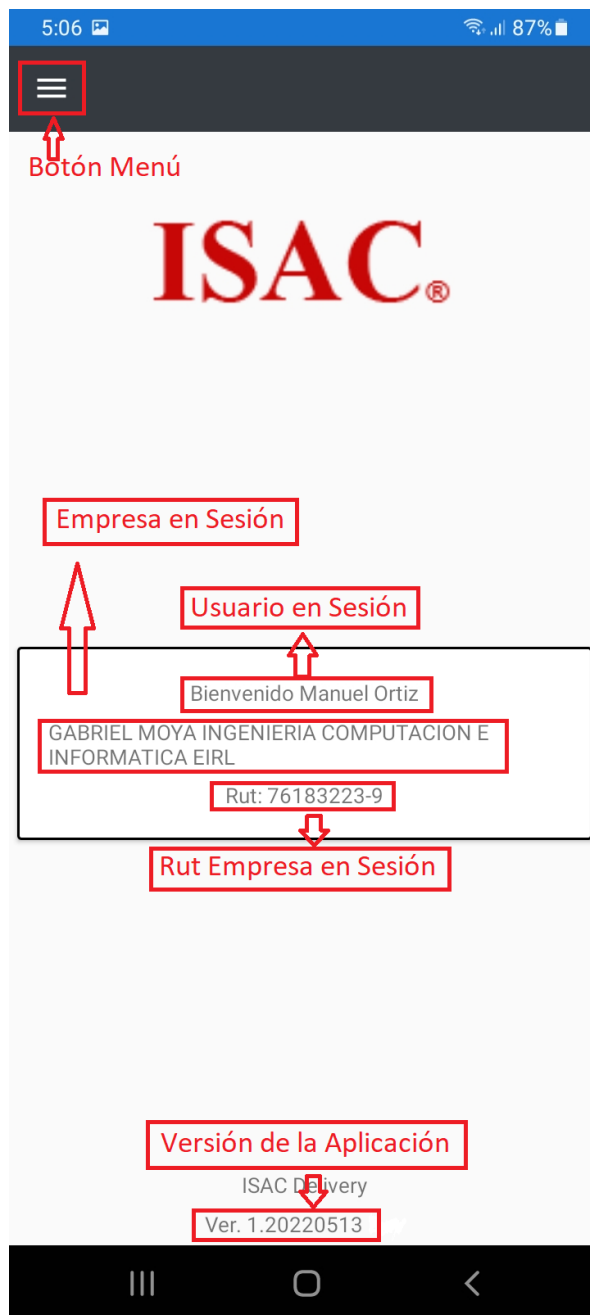 5:06 87%
Botón Menú
ISAC®
Empresa en Sesión
Usuario en Sesión
Bienvenido Manuel Ortiz
GABRIEL MOYA INGENIERIA COMPUTACION E
INFORMATICA EIRL
Rut: 76183223-9
Rut Empresa en Sesión
Versión de la Aplicación
ISAC Delivery
Ver. 1.20220513